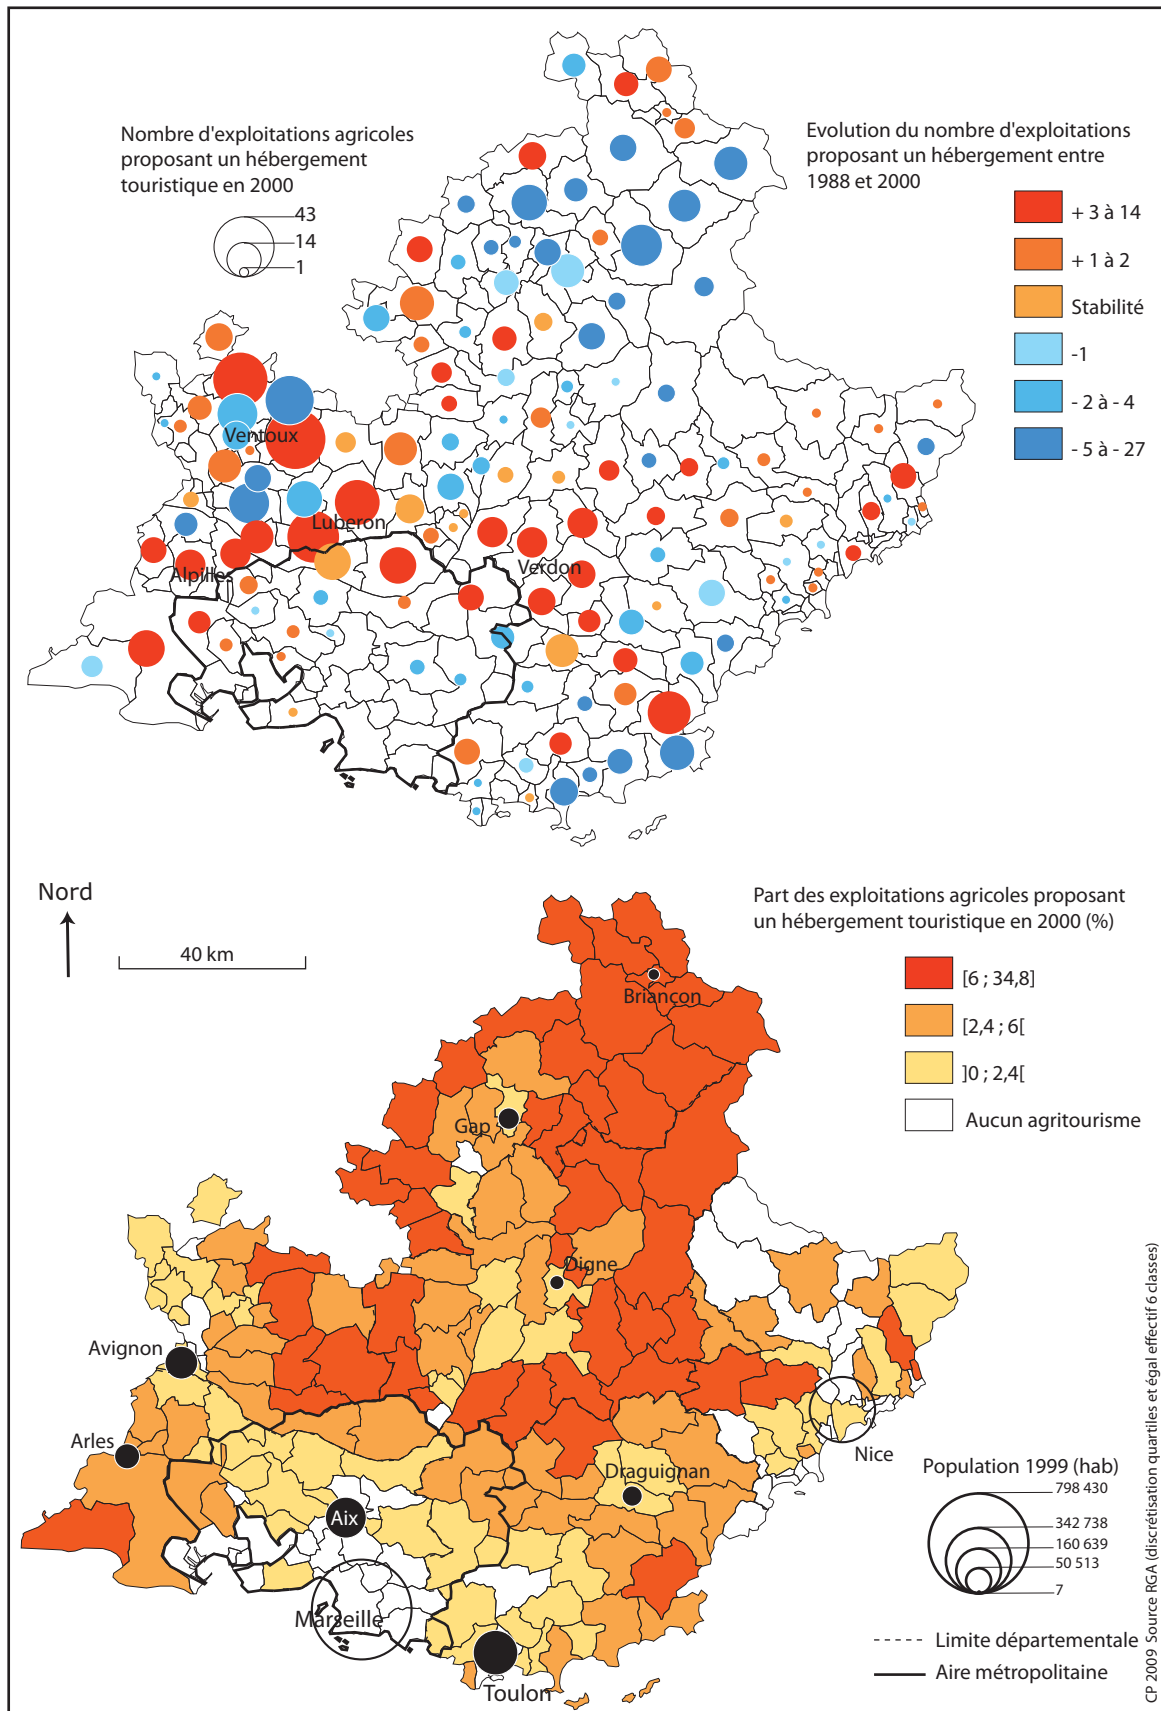 Nombre d'exploitations agricoles
proposant un hébergement
touristique en 2000
43
14
1
Evolution du nombre d'exploitations
proposant un hébergement entre
1988 et 2000
+ 3 à 14
+ 1 à 2
Stabilité
-1
- 2 à - 4
- 5 à - 27
Ventoux
Luberon
Alpilles
Verdon
Nord
40 km
Part des exploitations agricoles proposant
un hébergement touristique en 2000 (%)
[6 ; 34,8]
[2,4 ; 6[
]0 ; 2,4[
Aucun agritourisme
Briançon
Gap
Digne
Avignon
Arles
Nice
Draguignan
Aix
Marseille
Toulon
Population 1999 (hab)
798 430
342 738
160 639
50 513
7
Limite départementale
Aire métropolitaine
CP 2009 Source RGA (discrétisation quartiles et égal effectif 6 classes)